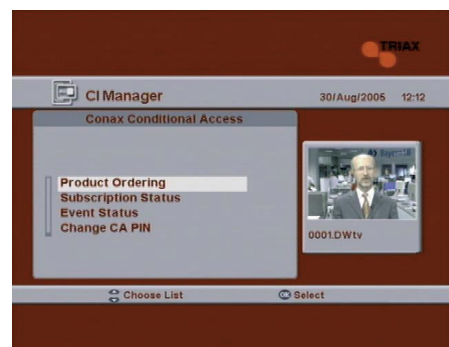 TRIAX
CI Manager
30/Aug/2005 12:12
Conax Conditional Access
Product Ordering
Subscription Status
Event Status
Change CA PIN
0001.DWtv
Choose List
OK Select